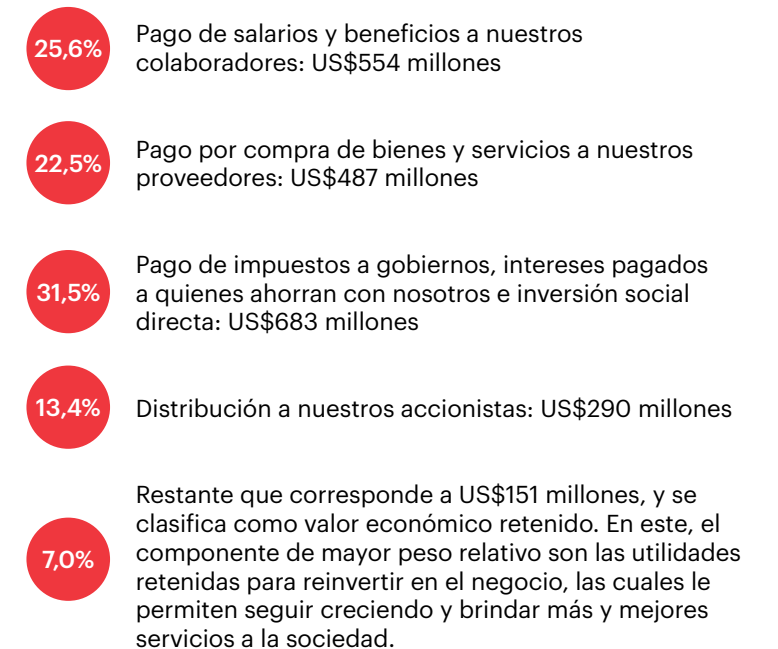 25,6%
Pago de salarios y beneficios a nuestros
colaboradores: US$554 millones
22,5%
Pago por compra de bienes y servicios a nuestros
proveedores: US$487 millones
31,5%
Pago de impuestos a gobiernos, intereses pagados
a quienes ahorran con nosotros e inversión social
directa: US$683 millones
13,4%
Distribución a nuestros accionistas: US$290 millones
7,0%
Restante que corresponde a US$151 millones, y se
clasifica como valor económico retenido. En este, el
componente de mayor peso relativo son las utilidades
retenidas para reinvertir en el negocio, las cuales le
permiten seguir creciendo y brindar más y mejores
servicios a la sociedad.